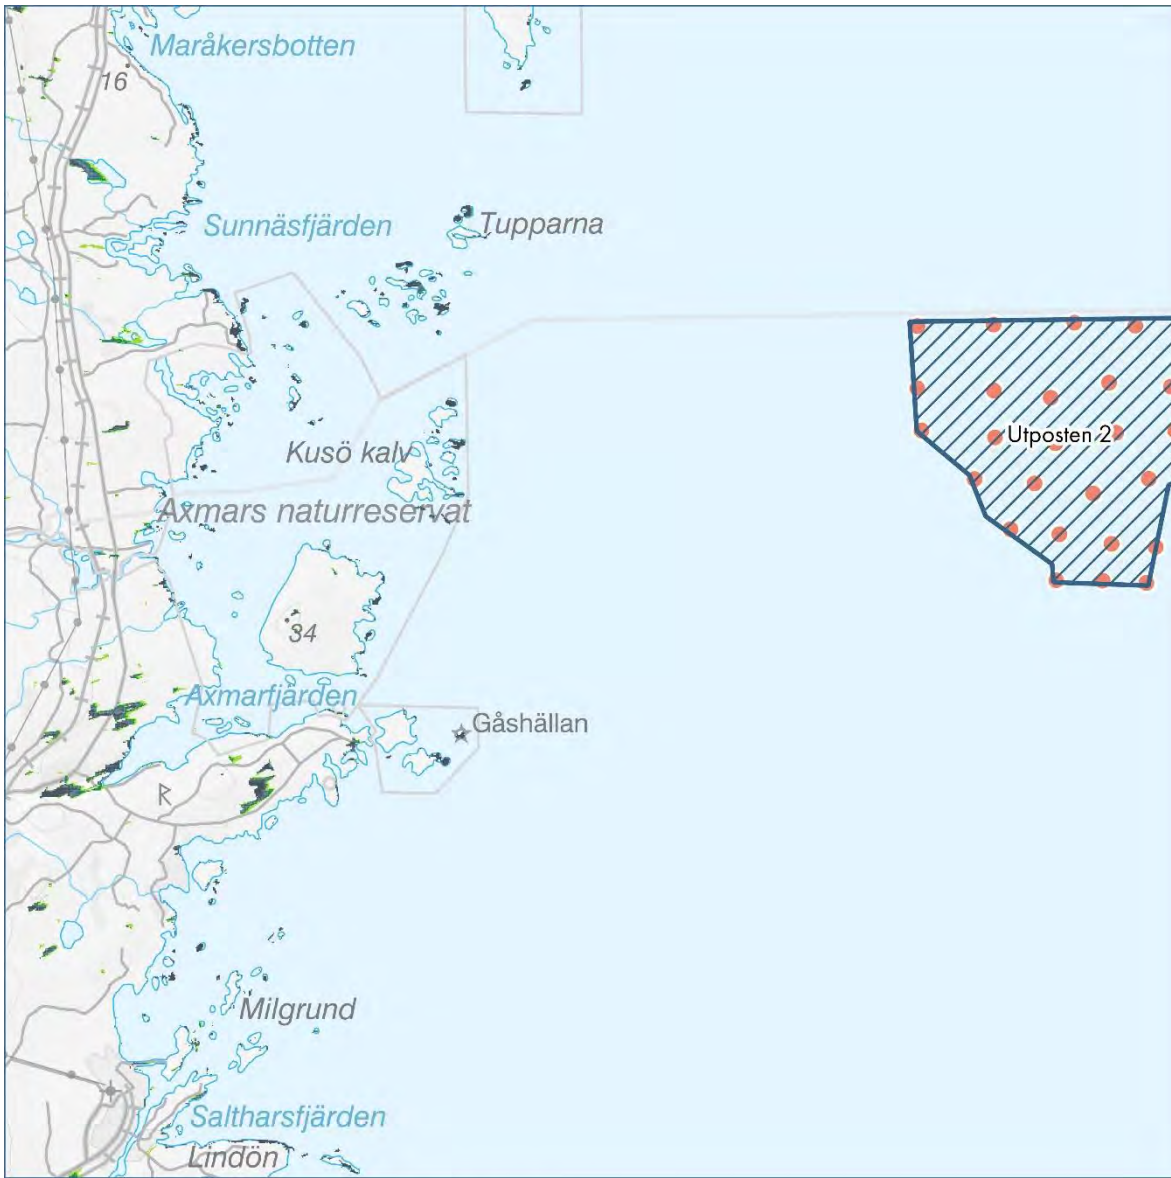 Maråkersbotten
16
Sunnäsfjärden
Tupparna
Utposten 2
Kusö kalv
Axmars naturreservat
34
Axmarfjärden
Gåshällan
R
Milgrund
Saltharsfjärden
Lindön